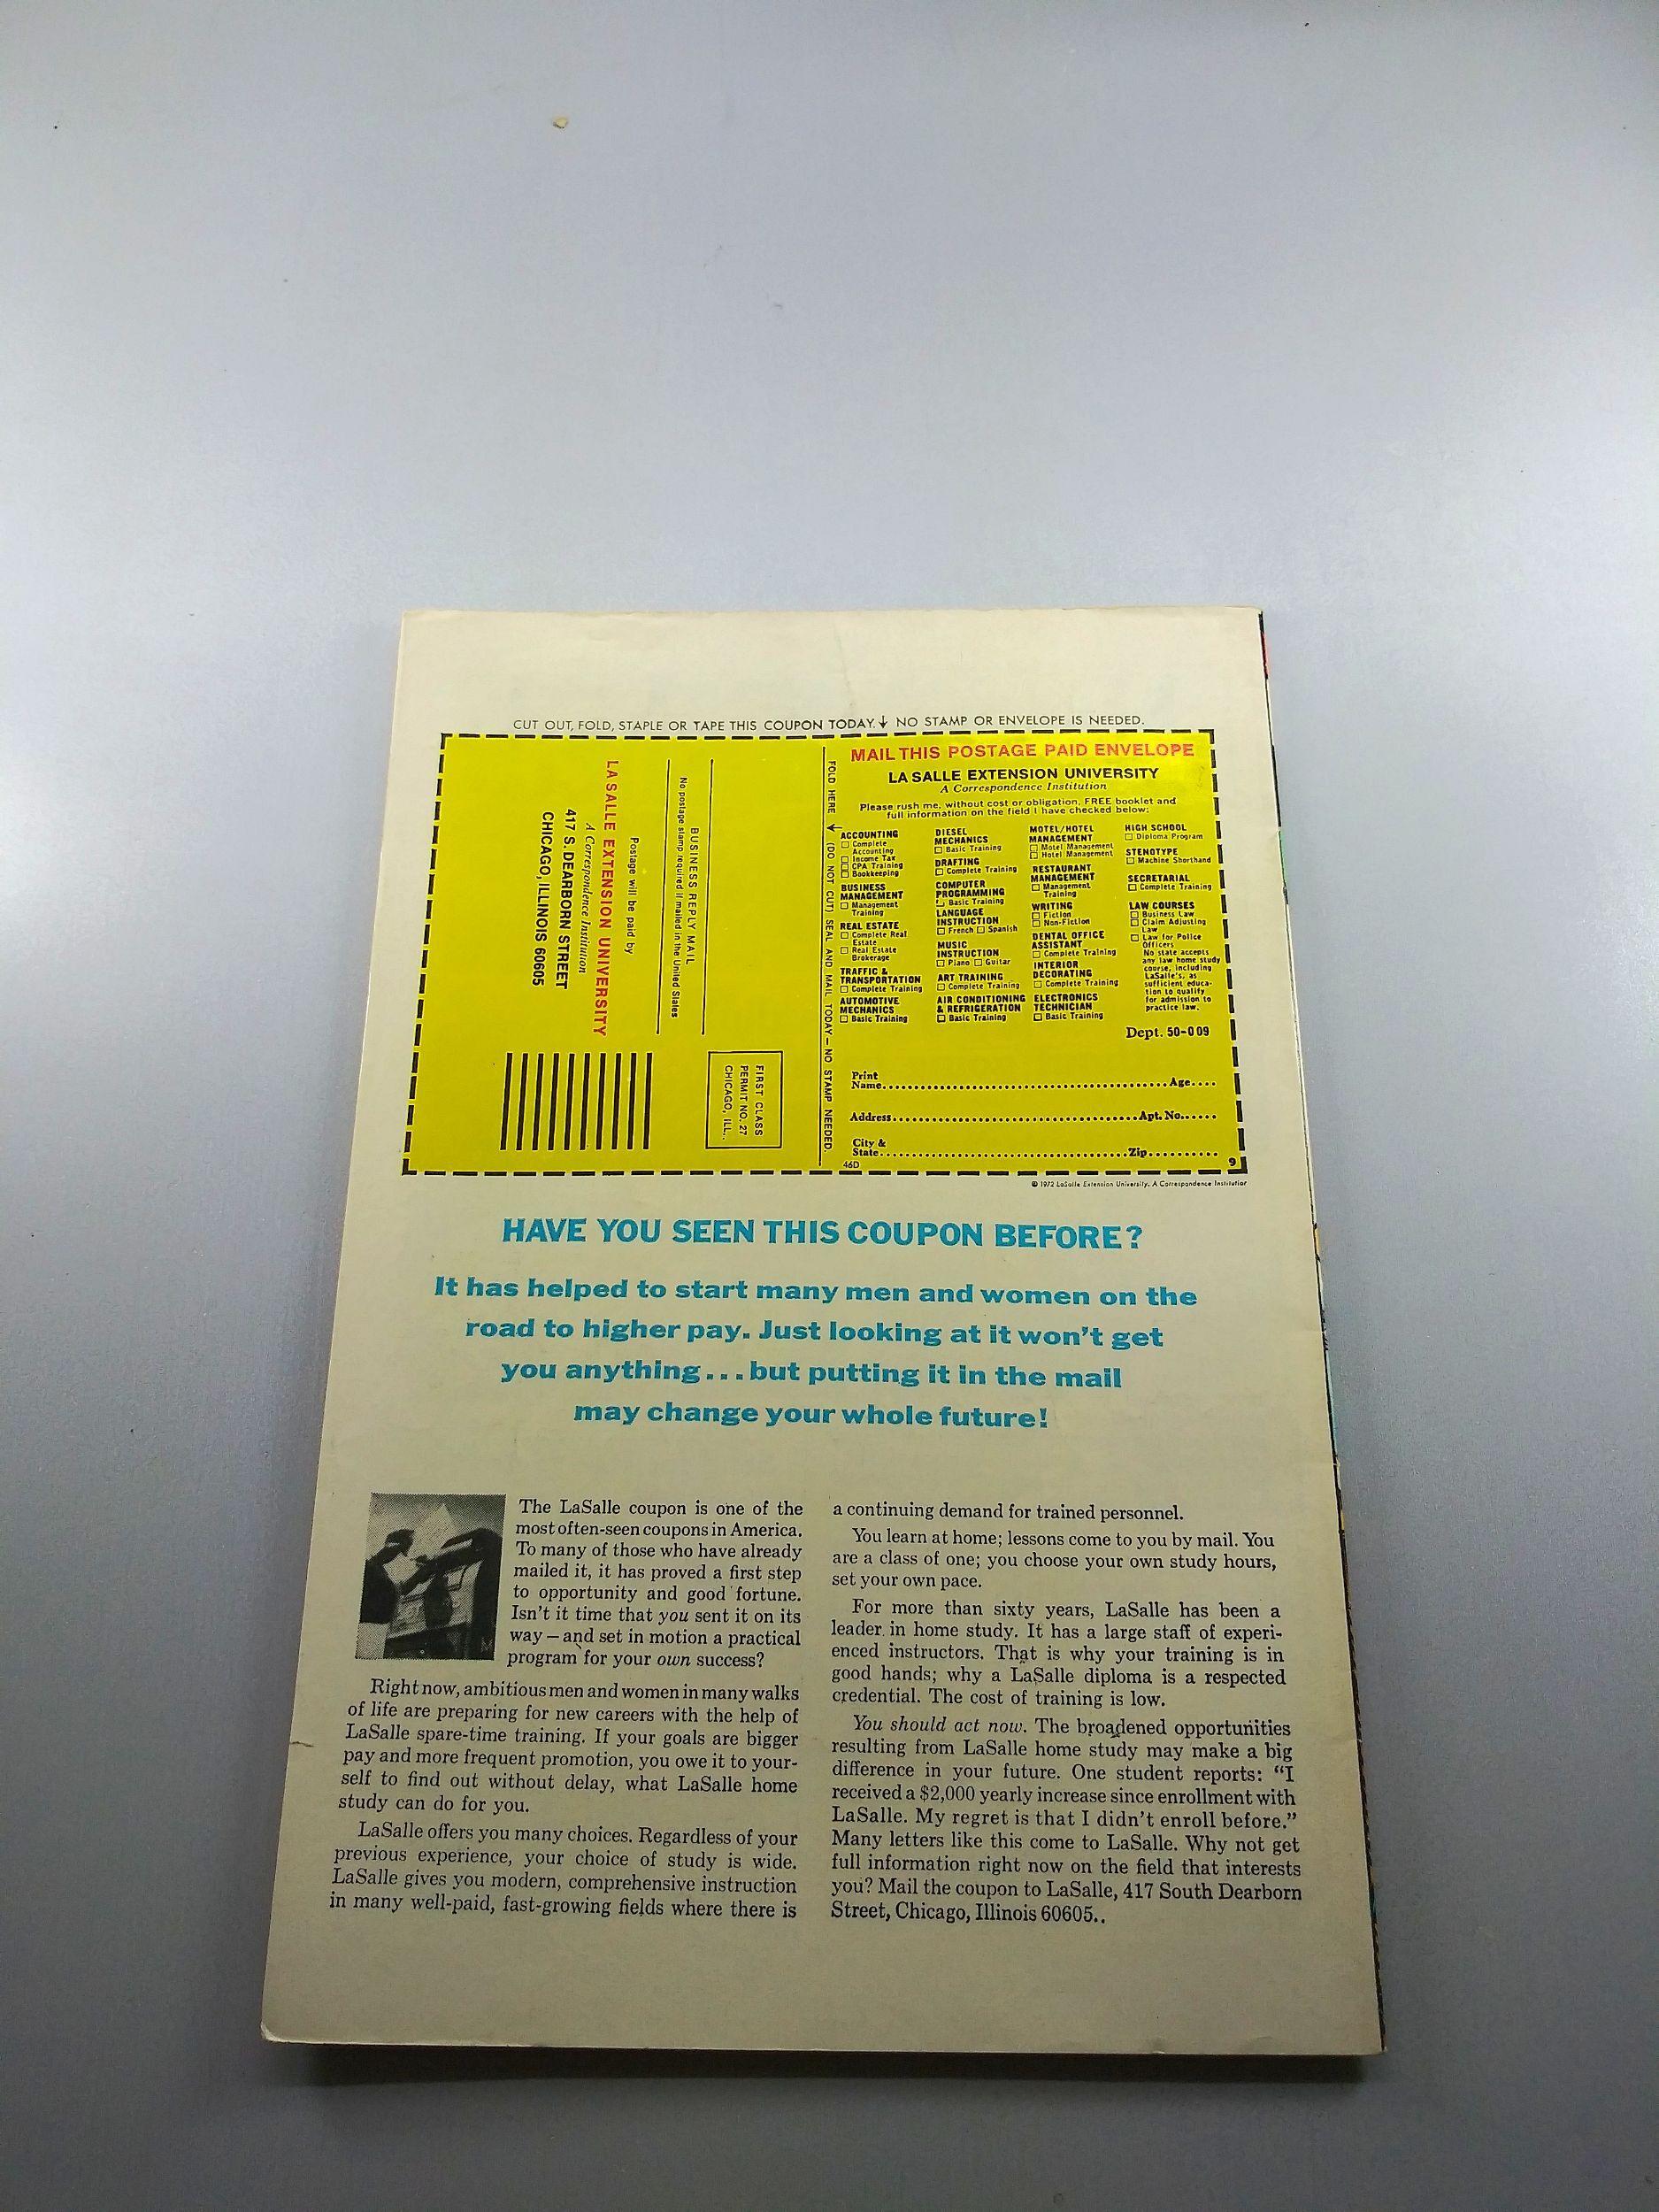 CUT OUT, FOLD, STAPLE OR TAPE THIS COUPON TODAY.↓ NO STAMP OR ENVELOPE IS NEEDED.
LA SALLE EXTENSION UNIVERSITY
A Correspondence Institution
417 S. DEARBORN STREET
CHICAGO, ILLINOIS 60605
Postage will be paid by
No postage stamp required if mailed in the United States
BUSINESS REPLY MAIL
FIRST CLASS
PERMIT NO. 27
CHICAGO, ILL.
FOLD HERE (DO NOT CUT) SEAL AND MAIL TODAY — NO STAMP NEEDED.
MAIL THIS POSTAGE PAID ENVELOPE
LA SALLE EXTENSION UNIVERSITY
A Correspondence Institution
Please rush me, without cost or obligation, FREE booklet and
full information on the field I have checked below:
ACCOUNTING
Complete
Accounting
Income Tax
CPA Training
Bookkeeping
BUSINESS
MANAGEMENT
Management
Training
REAL ESTATE
Complete Real
Estate
Real Estate
Brokerage
TRAFFIC &
TRANSPORTATION
Complete Training
AUTOMOTIVE
MECHANICS
Basic Training
DIESEL
MECHANICS
Basic Training
DRAFTING
Complete Training
COMPUTER
PROGRAMMING
Basic Training
LANGUAGE
INSTRUCTION
French Spanish
MUSIC
INSTRUCTION
Piano Guitar
ART TRAINING
Complete Training
AIR CONDITIONING
& REFRIGERATION
Basic Training
MOTEL/HOTEL
MANAGEMENT
Motel Management
Hotel Management
RESTAURANT
MANAGEMENT
Management
Training
WRITING
Fiction
Non-Fiction
DENTAL OFFICE
ASSISTANT
Complete Training
INTERIOR
DECORATING
Complete Training
ELECTRONICS
TECHNICIAN
Basic Training
HIGH SCHOOL
Diploma Program
STENOTYPE
Machine Shorthand
SECRETARIAL
Complete Training
LAW COURSES
Business Law
Claim Adjusting
Law
Law for Police
Officers
No state accepts
any law home study
course, including
LaSalle's, as
sufficient educa-
tion to qualify
for admission to
practice law.
Dept. 50-009
Print
Name........Age....
Address........Apt. No......
City &
State........Zip..........
46D
9
© 1972 LaSalle Extension University, A Correspondence Institution
HAVE YOU SEEN THIS COUPON BEFORE?
It has helped to start many men and women on the
road to higher pay. Just looking at it won't get
you anything...but putting it in the mail
may change your whole future!
The LaSalle coupon is one of the
most often-seen coupons in America.
To many of those who have already
mailed it, it has proved a first step
to opportunity and good fortune.
Isn't it time that you sent it on its
way — and set in motion a practical
program for your own success?
Right now, ambitious men and women in many walks
of life are preparing for new careers with the help of
LaSalle spare-time training. If your goals are bigger
pay and more frequent promotion, you owe it to your-
self to find out without delay, what LaSalle home
study can do for you.
LaSalle offers you many choices. Regardless of your
previous experience, your choice of study is wide.
LaSalle gives you modern, comprehensive instruction
in many well-paid, fast-growing fields where there is
a continuing demand for trained personnel.
You learn at home; lessons come to you by mail. You
are a class of one; you choose your own study hours,
set your own pace.
For more than sixty years, LaSalle has been a
leader in home study. It has a large staff of experi-
enced instructors. That is why your training is in
good hands; why a LaSalle diploma is a respected
credential. The cost of training is low.
You should act now. The broadened opportunities
resulting from LaSalle home study may make a big
difference in your future. One student reports: “I
received a $2,000 yearly increase since enrollment with
LaSalle. My regret is that I didn't enroll before.”
Many letters like this come to LaSalle. Why not get
full information right now on the field that interests
you? Mail the coupon to LaSalle, 417 South Dearborn
Street, Chicago, Illinois 60605..